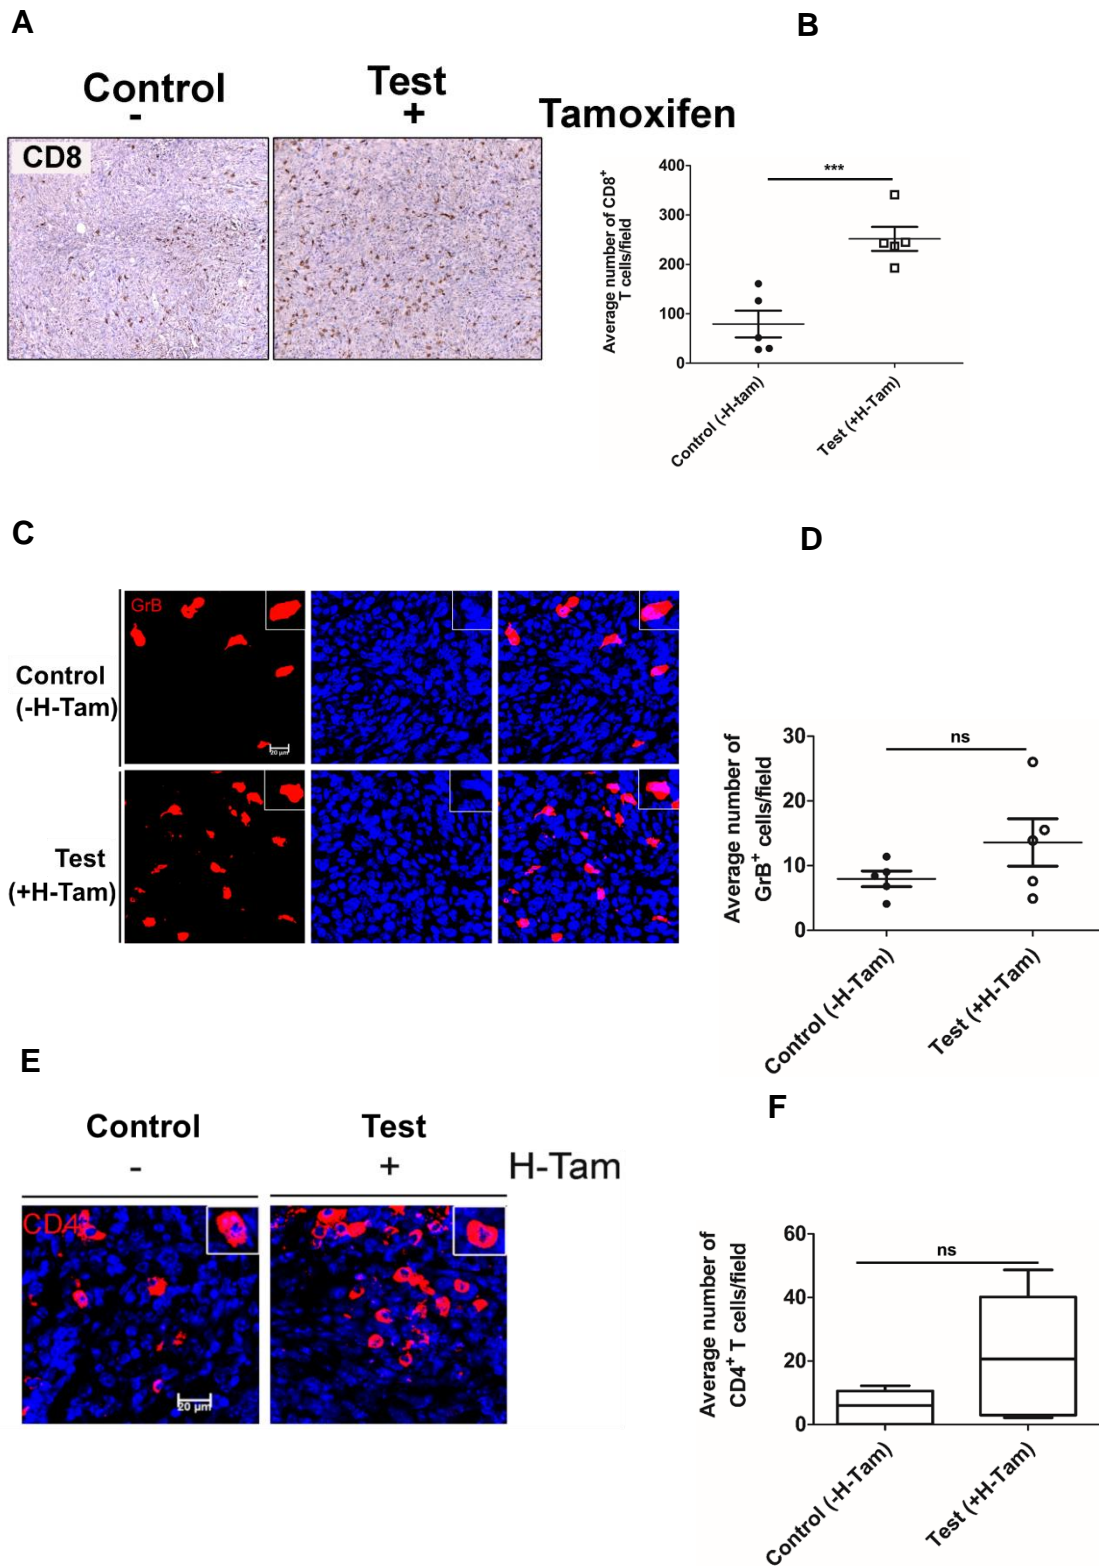 A
B
Control
Test
-
+
Tamoxifen
CD8
400
300
200
100
0
***
Average number of CD8+
T cells/field
Control (-H-tam)
Test (+H-Tam)
C
D
GrB
Control
(-H-Tam)
20 µm
Test
(+H-Tam)
30
20
10
0
ns
Average number of
GrB+ cells/field
Control (-H-Tam)
Test (+H-Tam)
E
F
Control
Test
-
+
H-Tam
CD4
20 µm
60
40
20
0
ns
Average number of
CD4+ T cells/field
Control (-H-Tam)
Test (+H-Tam)